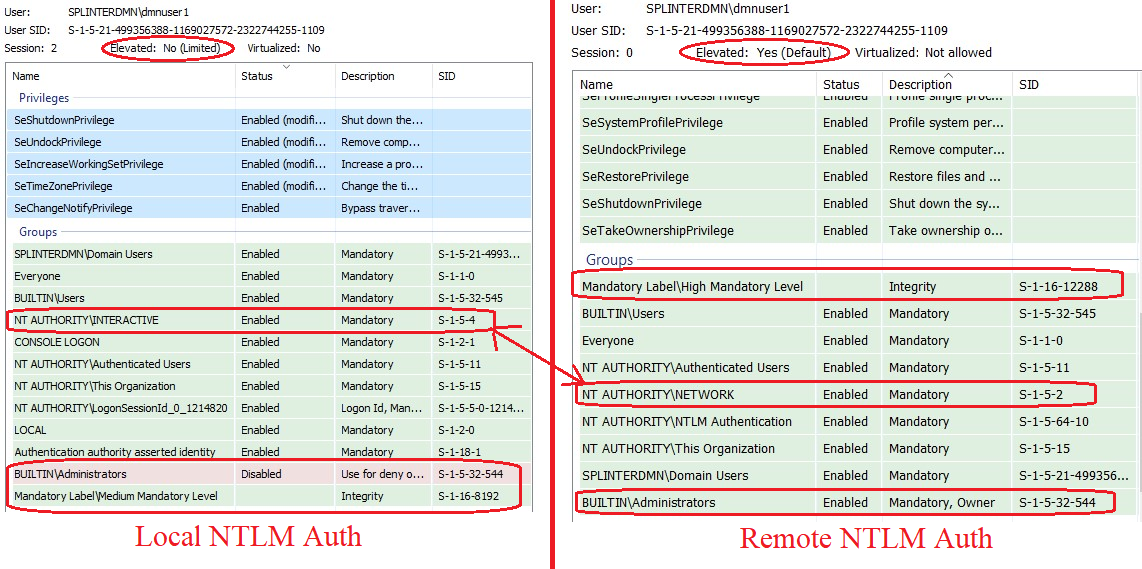 User: SPLINTERDMN\dmnuser1
User SID: S-1-5-21-499356388-1169027572-2322744255-1109
Session: 2 Elevated: No (Limited) Virtualized: No
Name Status Description SID
Privileges
SeShutdownPrivilege Enabled (modifi... Shut down the...
SeUndockPrivilege Enabled (modifi... Remove comp...
SeIncreaseWorkingSetPrivilege Enabled (modifi... Increase a pro...
SeTimeZonePrivilege Enabled (modifi... Change the ti...
SeChangeNotifyPrivilege Enabled Bypass traver...
Groups
SPLINTERDMN\Domain Users Enabled Mandatory S-1-5-21-4993...
Everyone Enabled Mandatory S-1-1-0
BUILTIN\Users Enabled Mandatory S-1-5-32-545
NT AUTHORITY\INTERACTIVE Enabled Mandatory S-1-5-4
CONSOLE LOGON Enabled Mandatory S-1-2-1
NT AUTHORITY\Authenticated Users Enabled Mandatory S-1-5-11
NT AUTHORITY\This Organization Enabled Mandatory S-1-5-15
NT AUTHORITY\LogonSessionId_0_1214820 Enabled Logon Id, Man... S-1-5-5-0-1214...
LOCAL Enabled Mandatory S-1-2-0
Authentication authority asserted identity Enabled Mandatory S-1-18-1
BUILTIN\Administrators Disabled Use for deny o... S-1-5-32-544
Mandatory Label\Medium Mandatory Level Integrity S-1-16-8192
Local NTLM Auth
User: SPLINTERDMN\dmnuser1
User SID: S-1-5-21-499356388-1169027572-2322744255-1109
Session: 0 Elevated: Yes (Default) Virtualized: Not allowed
Name Status Description SID
SeProfileSingleProcessPrivilege Enabled Profile single proc...
SeSystemProfilePrivilege Enabled Profile system per...
SeUndockPrivilege Enabled Remove computer...
SeRestorePrivilege Enabled Restore files and ...
SeShutdownPrivilege Enabled Shut down the sy...
SeTakeOwnershipPrivilege Enabled Take ownership o...
Groups
Mandatory Label\High Mandatory Level Integrity S-1-16-12288
BUILTIN\Users Enabled Mandatory S-1-5-32-545
Everyone Enabled Mandatory S-1-1-0
NT AUTHORITY\Authenticated Users Enabled Mandatory S-1-5-11
NT AUTHORITY\NETWORK Enabled Mandatory S-1-5-2
NT AUTHORITY\NTLM Authentication Enabled Mandatory S-1-5-64-10
NT AUTHORITY\This Organization Enabled Mandatory S-1-5-15
SPLINTERDMN\Domain Users Enabled Mandatory S-1-5-21-499356...
BUILTIN\Administrators Enabled Mandatory, Owner S-1-5-32-544
Remote NTLM Auth